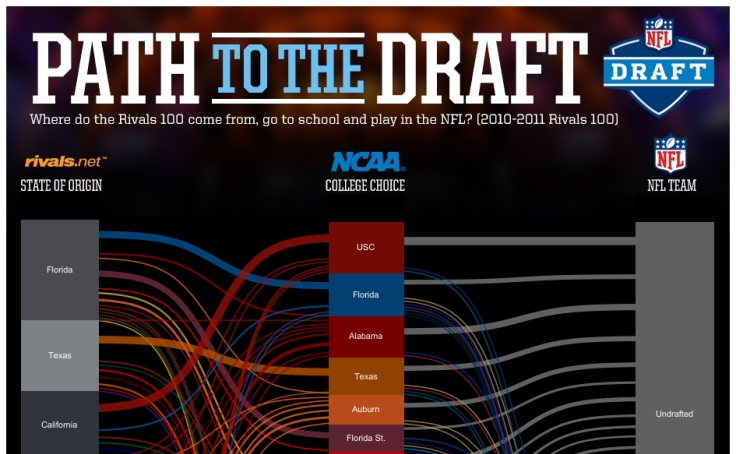 PATH TO THE DRAFT
NFL
DRAFT
Where do the Rivals 100 come from, go to school and play in the NFL? (2010-2011 Rivals 100)
rivals.net™
NCAA®
NFL
STATE OF ORIGIN
COLLEGE CHOICE
NFL TEAM
USC
Florida
Florida
Alabama
Texas
Texas
Auburn
Undrafted
California
Florida St.